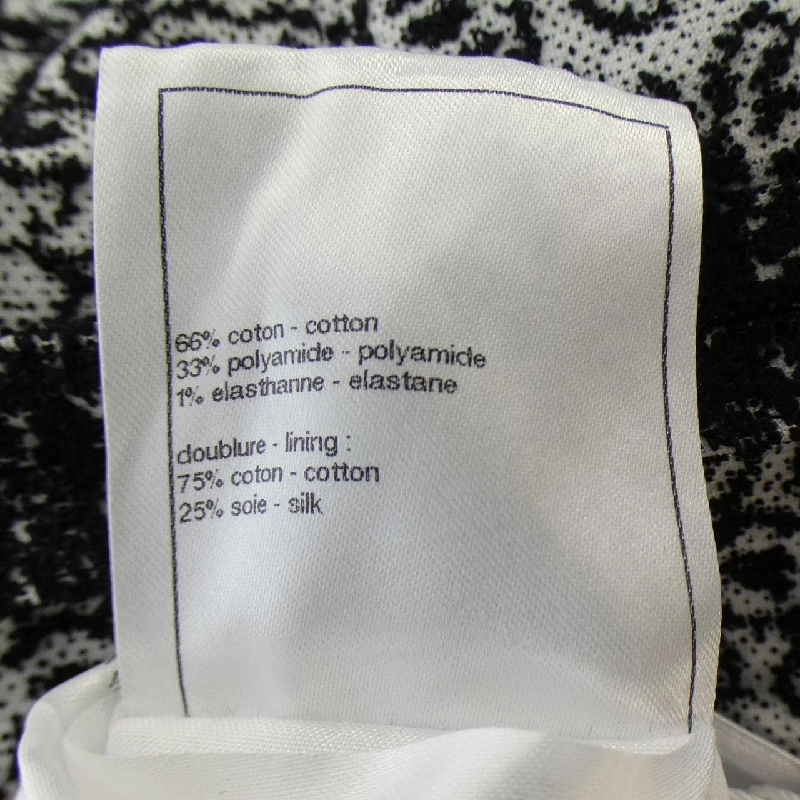 66% coton - cotton
33% polyamide - polyamide
1% elasthanne - elastane
doublure - lining :
75% coton - cotton
25% soie - silk